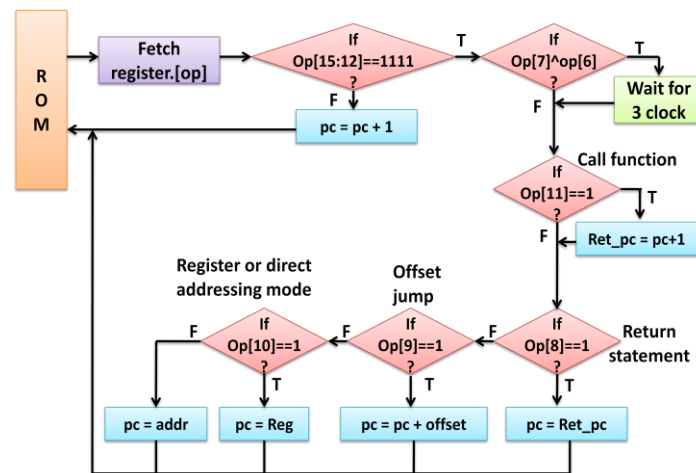 R
O
M
Fetch
register.[op]
If
Op[15:12]==1111
?
T
F
pc = pc + 1
If
Op[7]^op[6]
?
T
F
Wait for
3 clock
Call function
If
Op[11]==1
?
T
F
Ret_pc = pc+1
Register or direct
addressing mode
Offset
jump
Return
statement
If
Op[8]==1
?
F
T
If
Op[9]==1
?
F
T
If
Op[10]==1
?
F
T
pc = addr
pc = Reg
pc = pc + offset
pc = Ret_pc